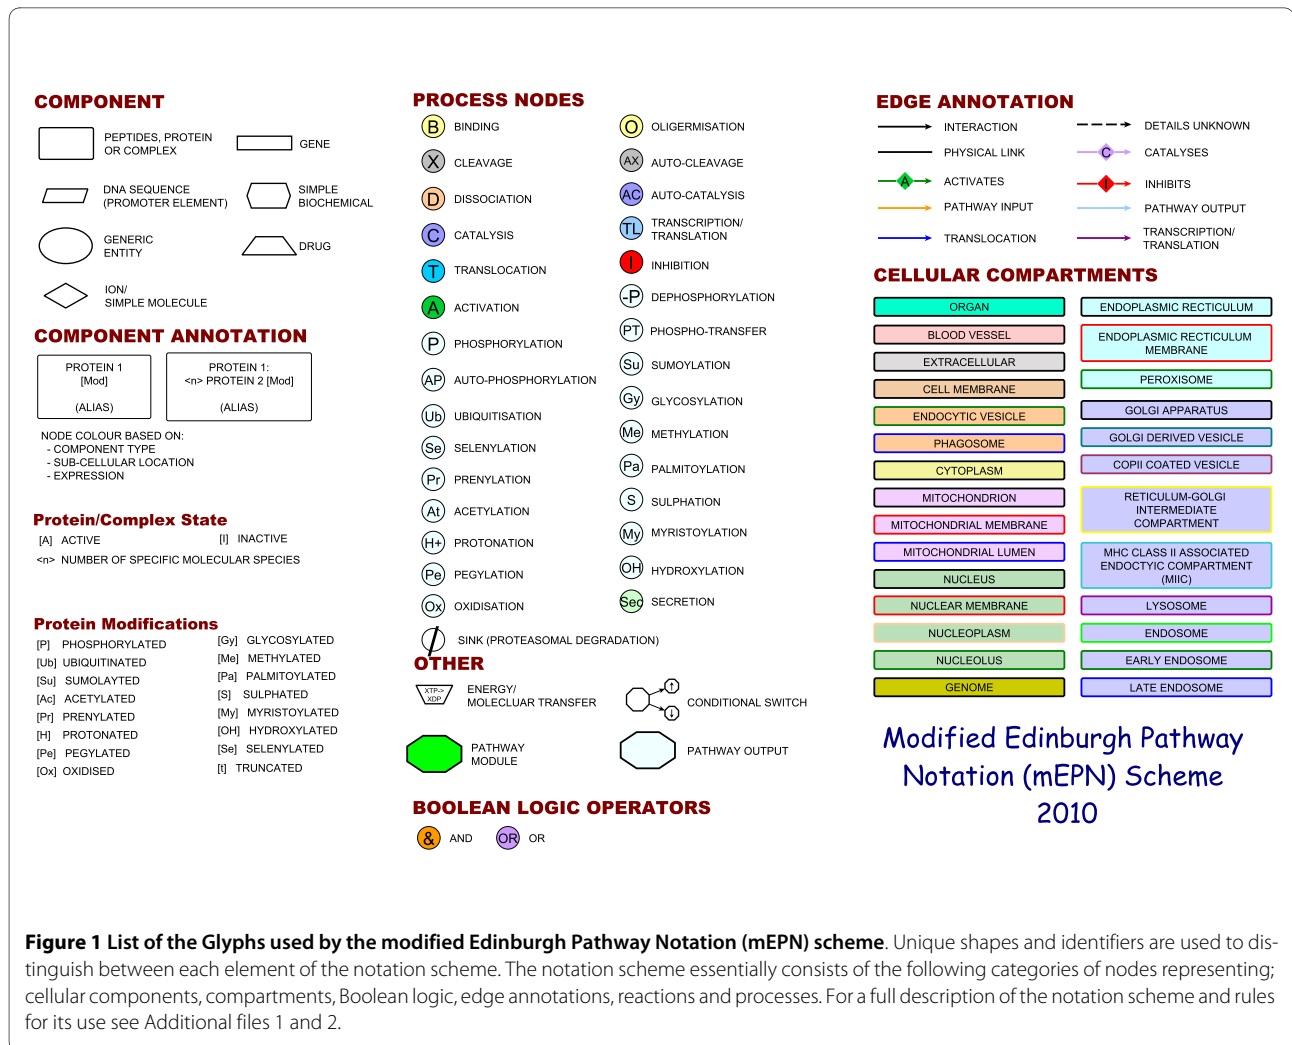 COMPONENT
PEPTIDES, PROTEIN
OR COMPLEX
GENE
DNA SEQUENCE
(PROMOTER ELEMENT)
SIMPLE
BIOCHEMICAL
GENERIC
ENTITY
DRUG
ION/
SIMPLE MOLECULE
COMPONENT ANNOTATION
PROTEIN 1
[Mod]
(ALIAS)
PROTEIN 1:
<n> PROTEIN 2 [Mod]
(ALIAS)
NODE COLOUR BASED ON:
- COMPONENT TYPE
- SUB-CELLULAR LOCATION
- EXPRESSION
Protein/Complex State
[A] ACTIVE
[I] INACTIVE
<n> NUMBER OF SPECIFIC MOLECULAR SPECIES
Protein Modifications
[P] PHOSPHORYLATED
[Ub] UBIQUITINATED
[Su] SUMOLAYTED
[Ac] ACETYLATED
[Pr] PRENYLATED
[H] PROTONATED
[Pe] PEGYLATED
[Ox] OXIDISED
[Gy] GLYCOSYLATED
[Me] METHYLATED
[Pa] PALMITOYLATED
[S] SULPHATED
[My] MYRISTOYLATED
[OH] HYDROXYLATED
[Se] SELENYLATED
[t] TRUNCATED
PROCESS NODES
B BINDING
X CLEAVAGE
D DISSOCIATION
C CATALYSIS
T TRANSLOCATION
A ACTIVATION
P PHOSPHORYLATION
AP AUTO-PHOSPHORYLATION
Ub UBIQUITISATION
Se SELENYLATION
Pr PRENYLATION
At ACETYLATION
H+ PROTONATION
Pe PEGYLATION
Ox OXIDISATION
SINK (PROTEASOMAL DEGRADATION)
O OLIGERMISATION
AX AUTO-CLEAVAGE
AC AUTO-CATALYSIS
TL TRANSCRIPTION/
TRANSLATION
I INHIBITION
-P DEPHOSPHORYLATION
PT PHOSPHO-TRANSFER
Su SUMOYLATION
Gy GLYCOSYLATION
Me METHYLATION
Pa PALMITOYLATION
S SULPHATION
My MYRISTOYLATION
OH HYDROXYLATION
Sec SECRETION
OTHER
XTP->
XDP
ENERGY/
MOLECLUAR TRANSFER
CONDITIONAL SWITCH
PATHWAY
MODULE
PATHWAY OUTPUT
BOOLEAN LOGIC OPERATORS
& AND
OR OR
EDGE ANNOTATION
INTERACTION
PHYSICAL LINK
A ACTIVATES
PATHWAY INPUT
TRANSLOCATION
DETAILS UNKNOWN
C CATALYSES
I INHIBITS
PATHWAY OUTPUT
TRANSCRIPTION/
TRANSLATION
CELLULAR COMPARTMENTS
ORGAN
BLOOD VESSEL
EXTRACELLULAR
CELL MEMBRANE
ENDOCYTIC VESICLE
PHAGOSOME
CYTOPLASM
MITOCHONDRION
MITOCHONDRIAL MEMBRANE
MITOCHONDRIAL LUMEN
NUCLEUS
NUCLEAR MEMBRANE
NUCLEOPLASM
NUCLEOLUS
GENOME
ENDOPLASMIC RECTICULUM
ENDOPLASMIC RECTICULUM
MEMBRANE
PEROXISOME
GOLGI APPARATUS
GOLGI DERIVED VESICLE
COPII COATED VESICLE
RETICULUM-GOLGI
INTERMEDIATE
COMPARTMENT
MHC CLASS II ASSOCIATED
ENDOCTYIC COMPARTMENT
(MIIC)
LYSOSOME
ENDOSOME
EARLY ENDOSOME
LATE ENDOSOME
Modified Edinburgh Pathway
Notation (mEPN) Scheme
2010
Figure 1 List of the Glyphs used by the modified Edinburgh Pathway Notation (mEPN) scheme. Unique shapes and identifiers are used to dis-
tinguish between each element of the notation scheme. The notation scheme essentially consists of the following categories of nodes representing;
cellular components, compartments, Boolean logic, edge annotations, reactions and processes. For a full description of the notation scheme and rules
for its use see Additional files 1 and 2.